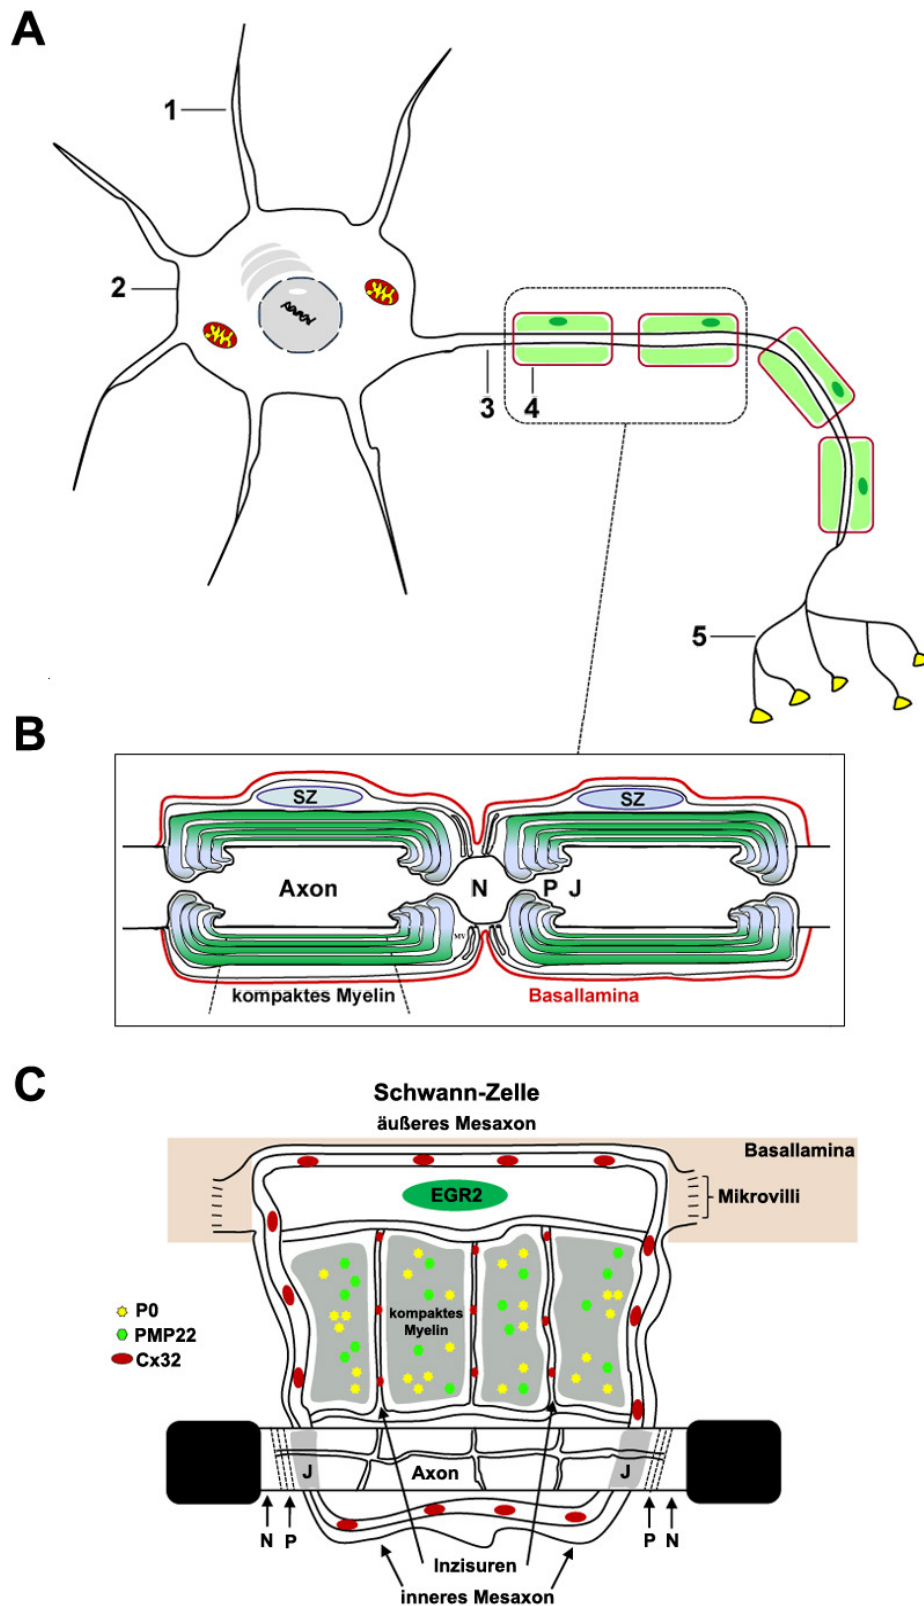 A
1
2
3 4
5
B
SZ SZ
Axon N P J
MV
kompaktes Myelin Basallamina
C
Schwann-Zelle
äußeres Mesaxon
Basallamina
EGR2 Mikrovilli
P0
PMP22
Cx32
kompaktes
Myelin
J Axon J
N P P N
Inzisuren
inneres Mesaxon